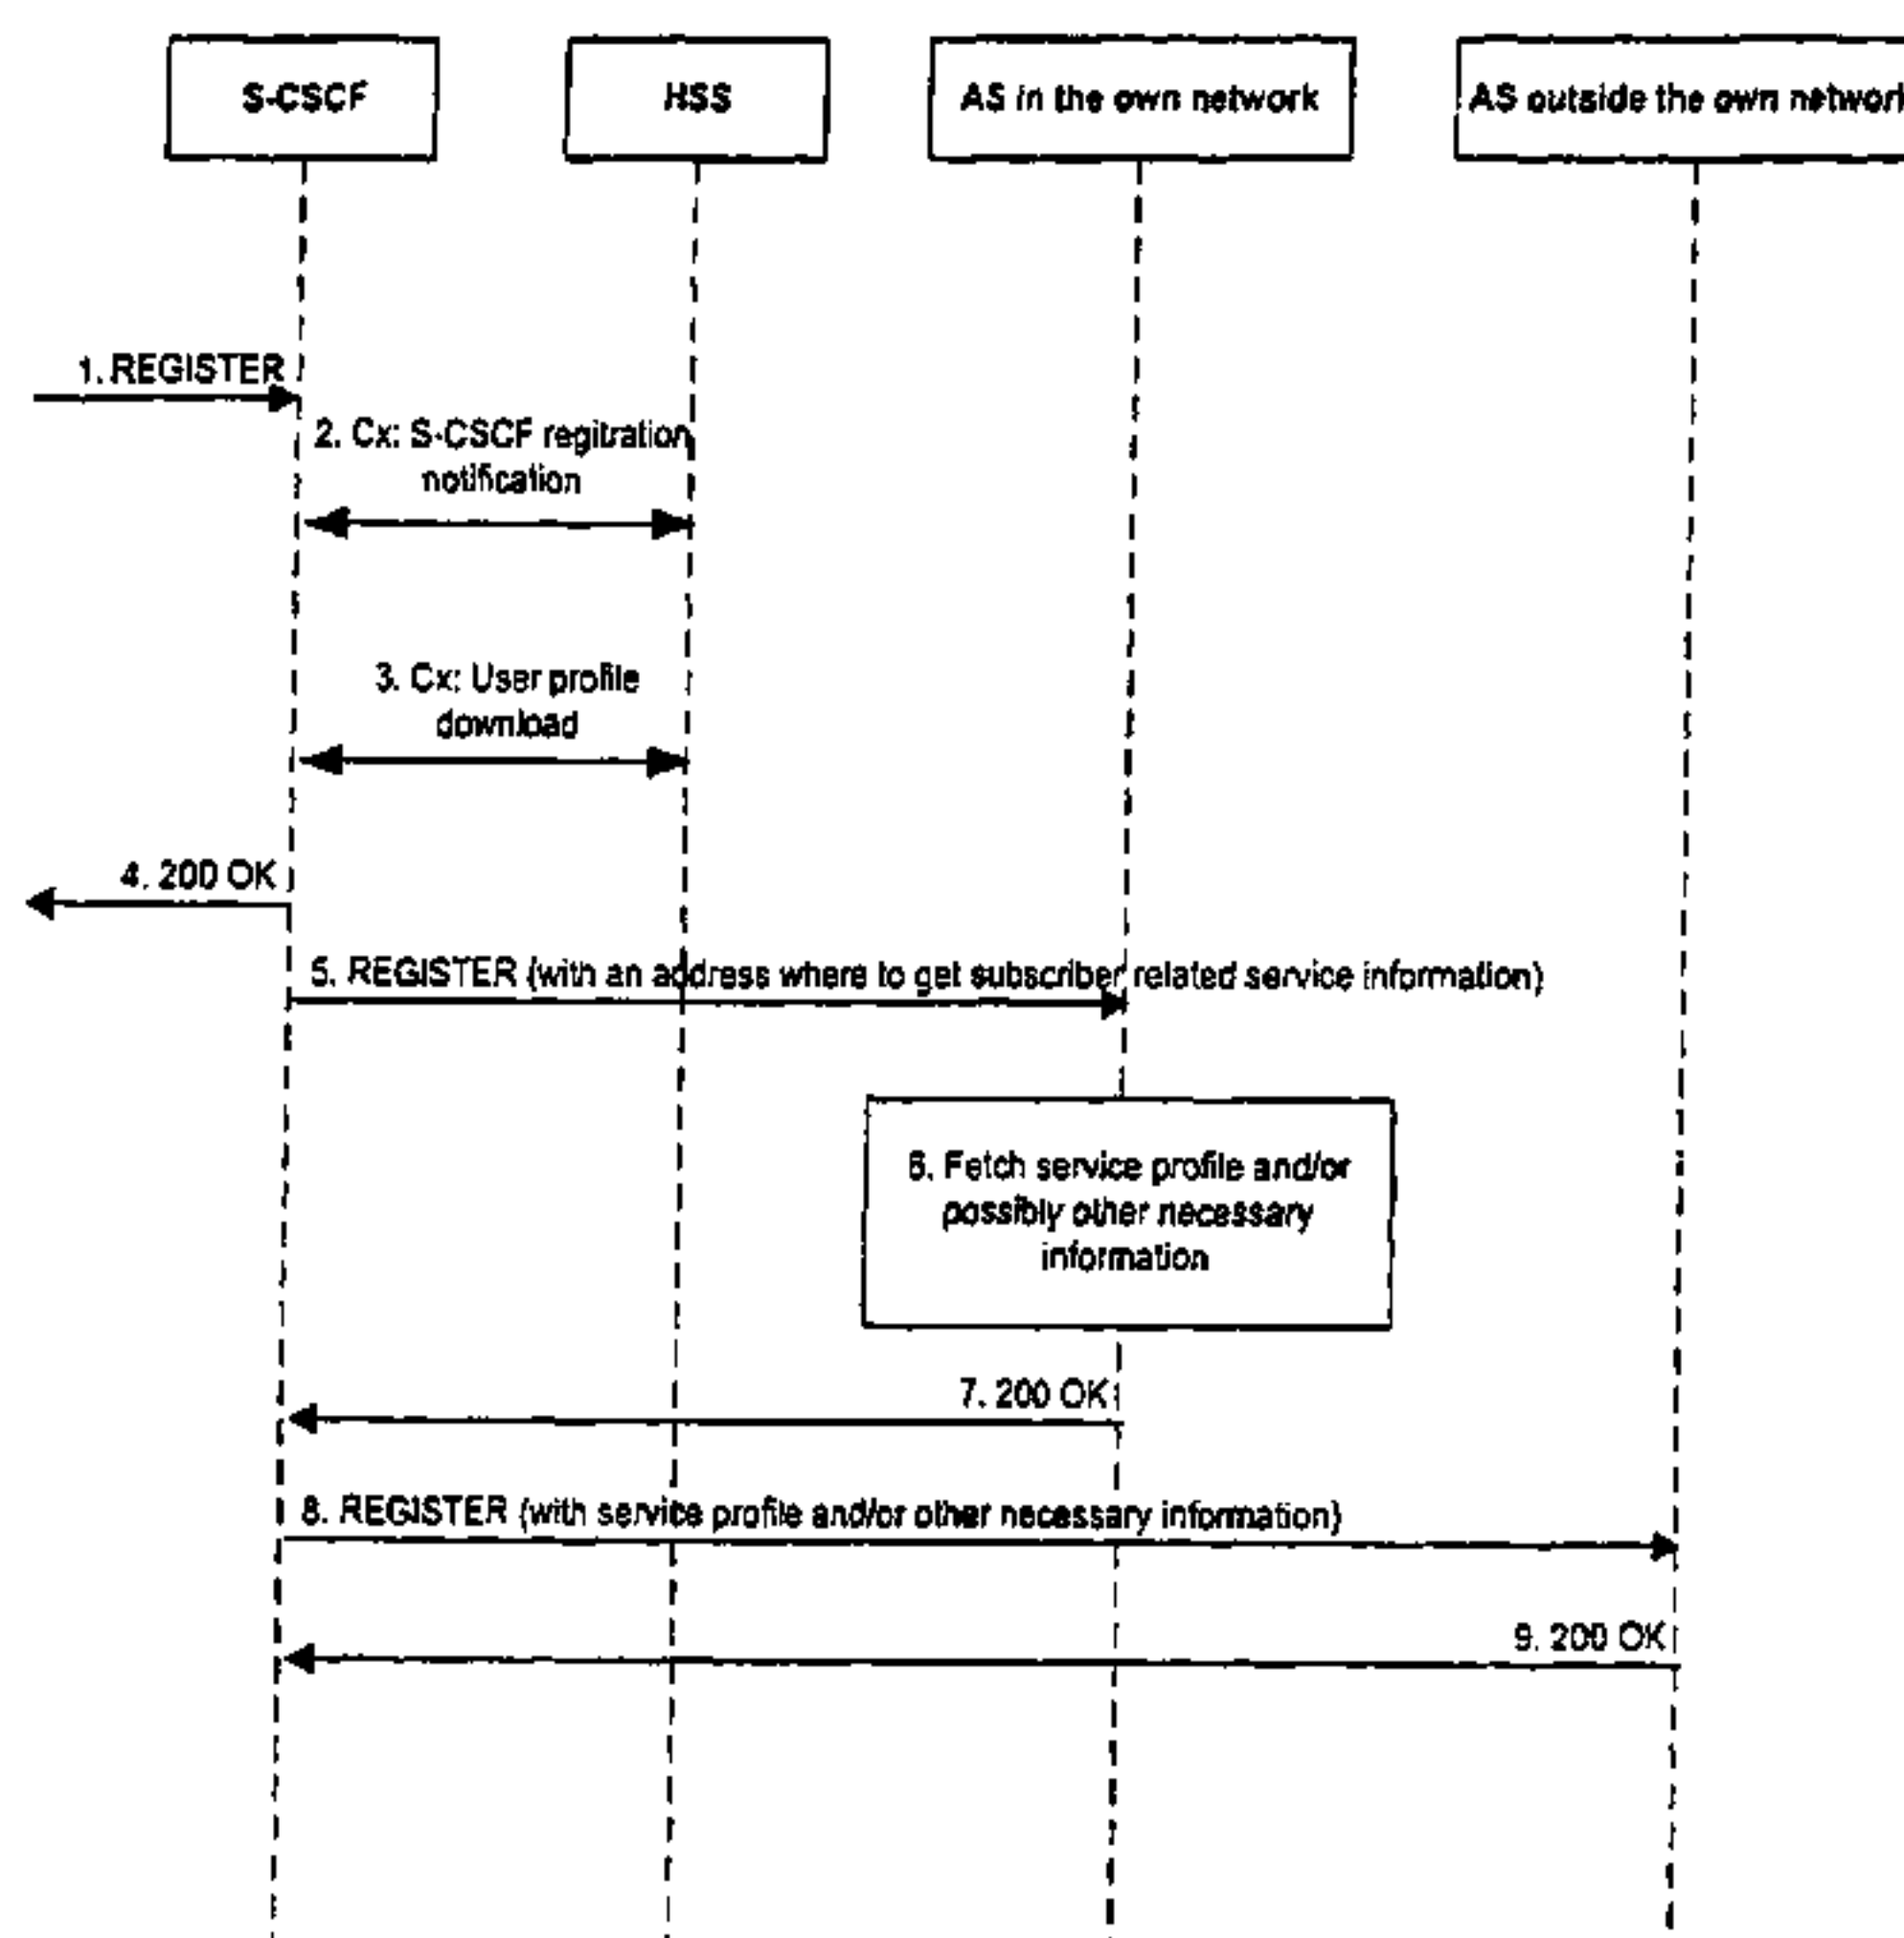 S-CSCF
HSS
AS in the own network
AS outside the own network
1. REGISTER
2. Cx: S-CSCF regitration
notification
3. Cx: User profile
download
4. 200 OK
5. REGISTER (with an address where to get subscriber related service information)
6. Fetch service profile and/or
possibly other necessary
information
7. 200 OK
8. REGISTER (with service profile and/or other necessary information)
9. 200 OK